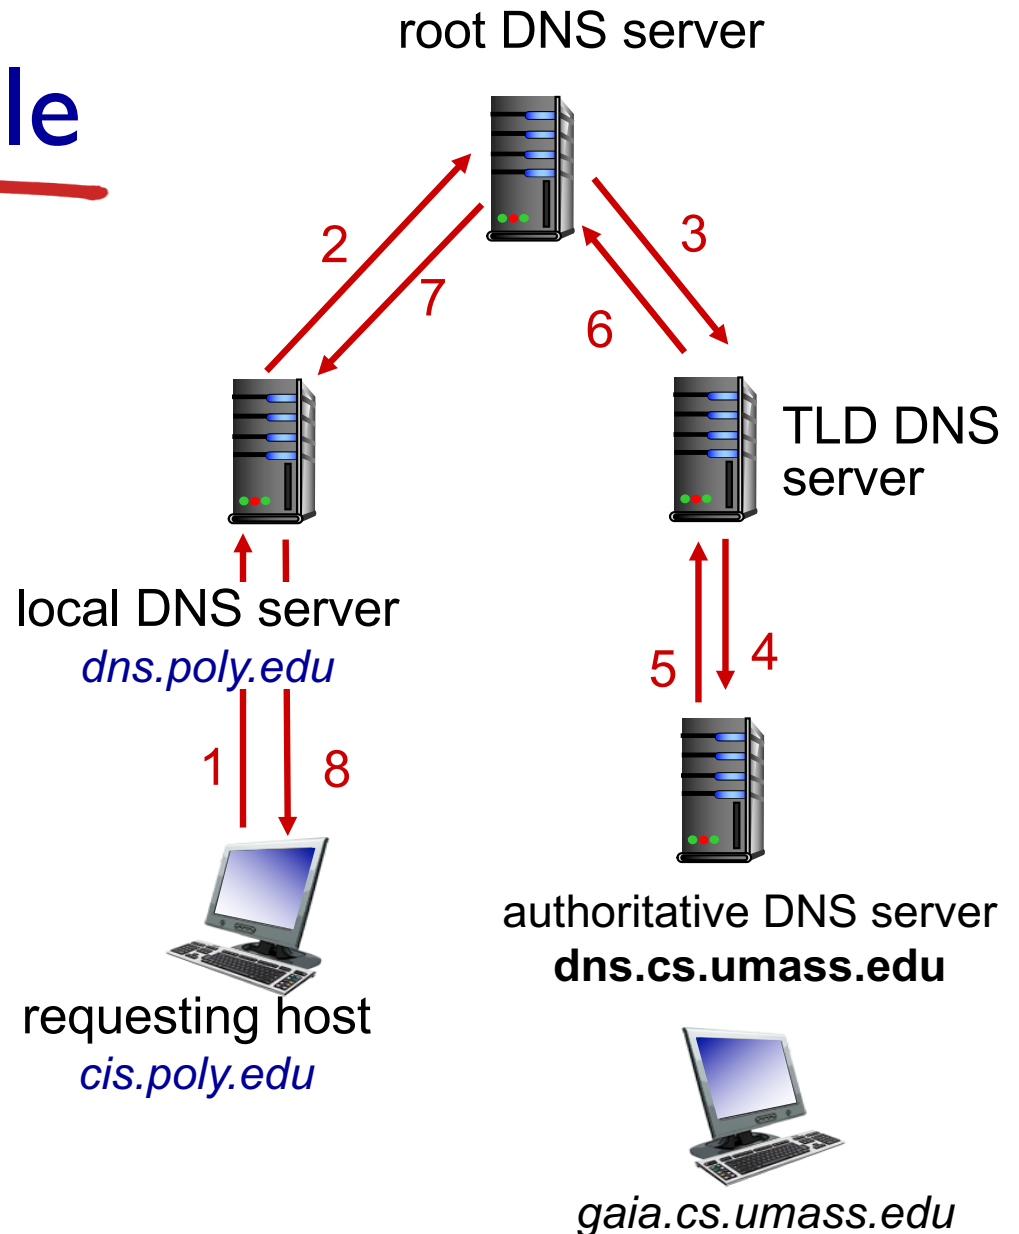 root DNS server
le
2
3
7
6
TLD DNS
server
local DNS server
dns.poly.edu
5
4
1
8
authoritative DNS server
dns.cs.umass.edu
requesting host
cis.poly.edu
gaia.cs.umass.edu